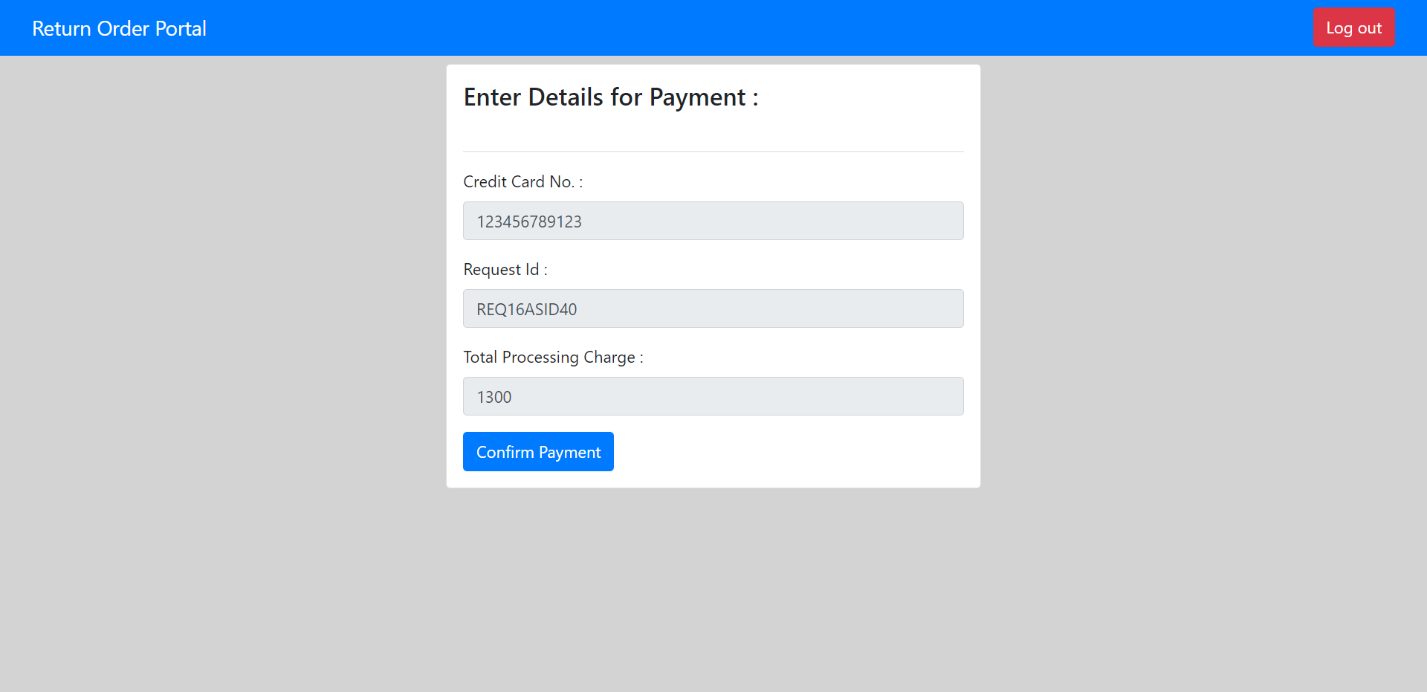 Return Order Portal
Log out
Enter Details for Payment :
Credit Card No. :
123456789123
Request Id :
REQ16ASID40
Total Processing Charge :
1300
Confirm Payment